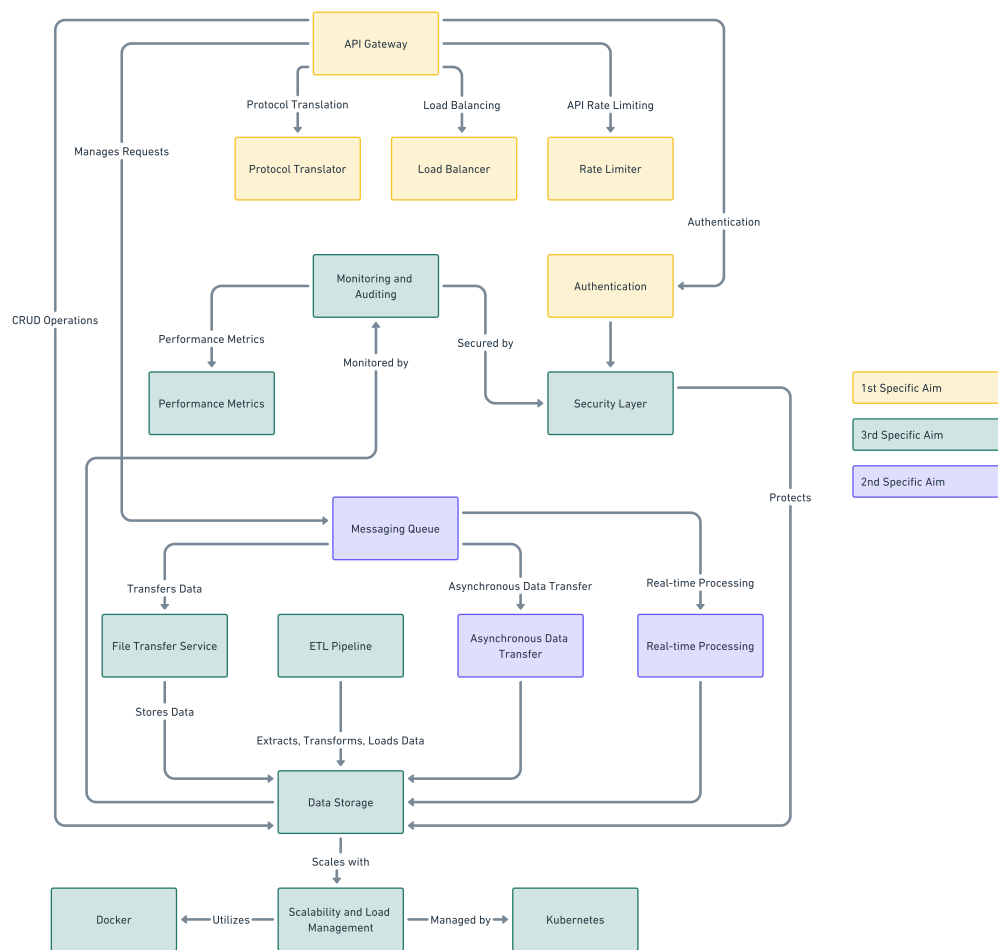 API Gateway
Protocol Translation
Load Balancing
API Rate Limiting
Manages Requests
Protocol Translator
Load Balancer
Rate Limiter
Authentication
Monitoring and
Auditing
Authentication
CRUD Operations
Performance Metrics
Monitored by
Secured by
Performance Metrics
Security Layer
1st Specific Aim
3rd Specific Aim
2nd Specific Aim
Protects
Messaging Queue
Transfers Data
Asynchronous Data Transfer
Real-time Processing
File Transfer Service
ETL Pipeline
Asynchronous Data
Transfer
Real-time Processing
Stores Data
Extracts, Transforms, Loads Data
Data Storage
Scales with
Docker
Utilizes
Scalability and Load
Management
Managed by
Kubernetes